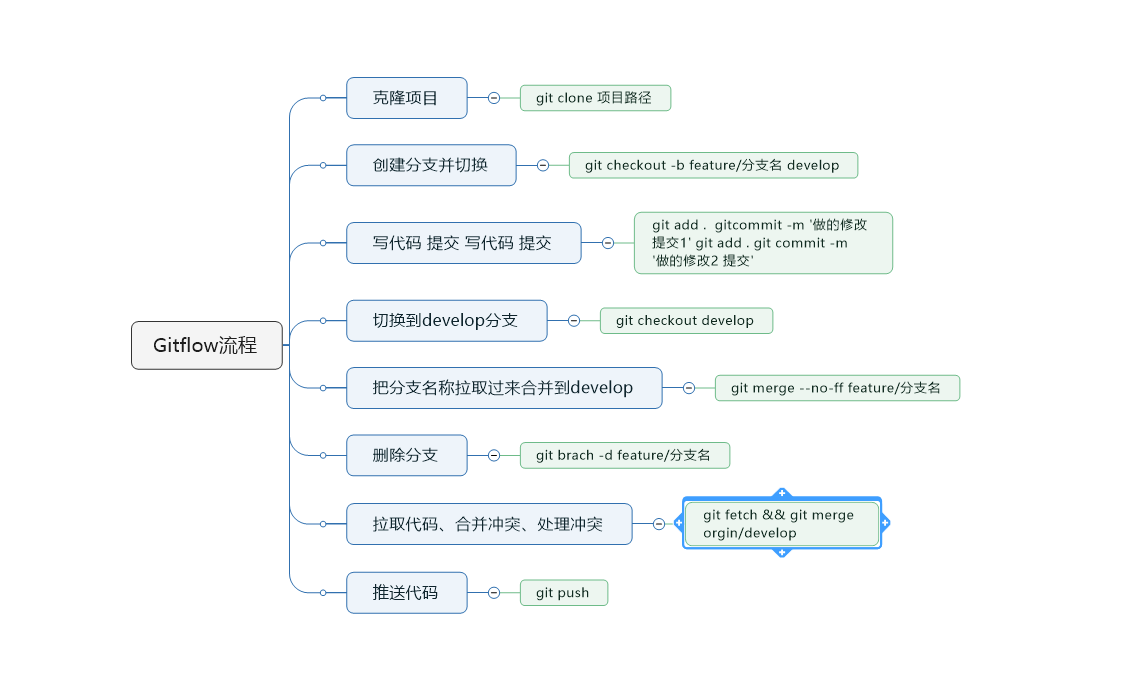 克隆项目
git clone 项目路径
创建分支并切换
git checkout -b feature/分支名 develop
写代码 提交 写代码 提交
git add .  gitcommit -m '做的修改
提交1' git add . git commit -m
'做的修改2 提交'
切换到develop分支
git checkout develop
Gitflow流程
把分支名称拉取过来合并到develop
git merge --no-ff feature/分支名
删除分支
git brach -d feature/分支名
拉取代码、合并冲突、处理冲突
git fetch && git merge
orgin/develop
推送代码
git push